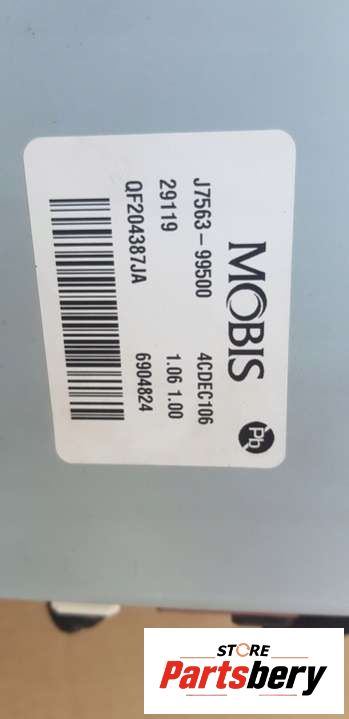 MOBIS
Pb
J7563-99500 4CDEC106
29119 1.06 1.00
QF204387JA 6904824
STORE
Partsbery